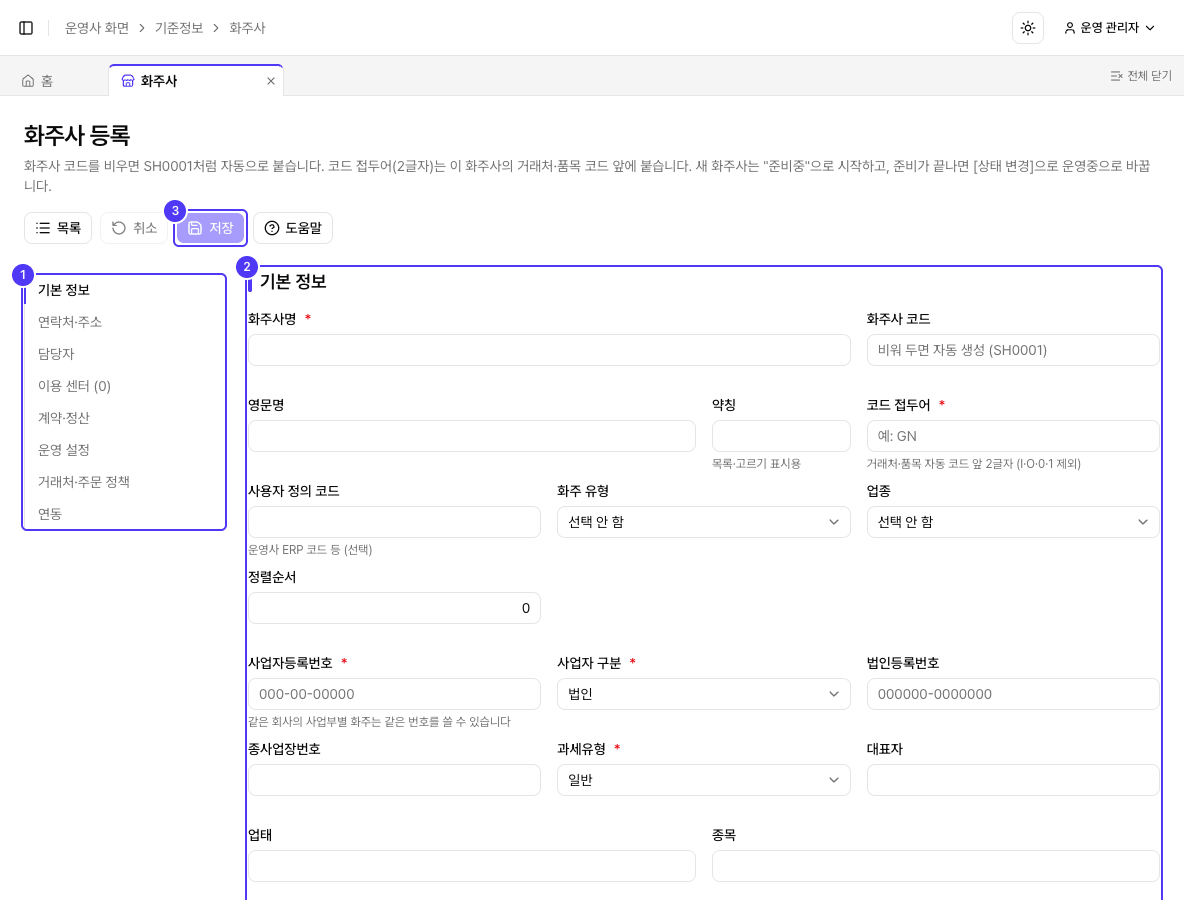 운영사 화면 > 기준정보 > 화주사
운영 관리자
홈
화주사
전체 닫기
화주사 등록
화주사 코드를 비우면 SH0001처럼 자동으로 붙습니다. 코드 접두어(2글자)는 이 화주사의 거래처·품목 코드 앞에 붙습니다. 새 화주사는 "준비중"으로 시작하고, 준비가 끝나면 [상태 변경]으로 운영중으로 바꿉
니다.
목록
취소
3
저장
도움말
1
기본 정보
연락처·주소
담당자
이용 센터 (0)
계약·정산
운영 설정
거래처·주문 정책
연동
2
기본 정보
화주사명 *
화주사 코드
비워 두면 자동 생성 (SH0001)
영문명
약칭
코드 접두어 *
예: GN
목록·고르기 표시용
거래처·품목 자동 코드 앞 2글자 (I·O·0·1 제외)
사용자 정의 코드
화주 유형
업종
선택 안 함
선택 안 함
운영사 ERP 코드 등 (선택)
정렬순서
0
사업자등록번호 *
사업자 구분 *
법인등록번호
000-00-00000
법인
000000-0000000
같은 회사의 사업부별 화주는 같은 번호를 쓸 수 있습니다
종사업장번호
과세유형 *
대표자
일반
업태
종목